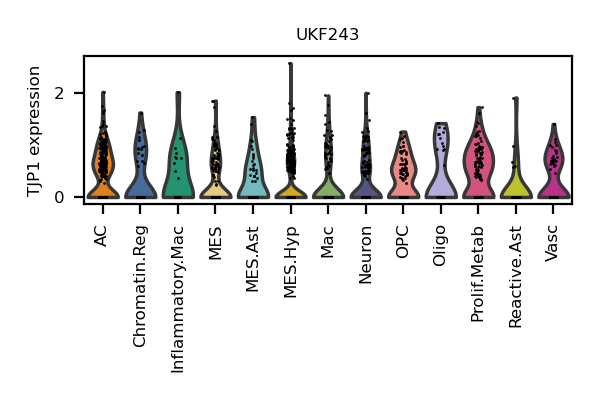 UKF243
TJP1 expression
2
0
AC
Chromatin.Reg
Inflammatory.Mac
MES
MES.Ast
MES.Hyp
Mac
Neuron
OPC
Oligo
Prolif.Metab
Reactive.Ast
Vasc